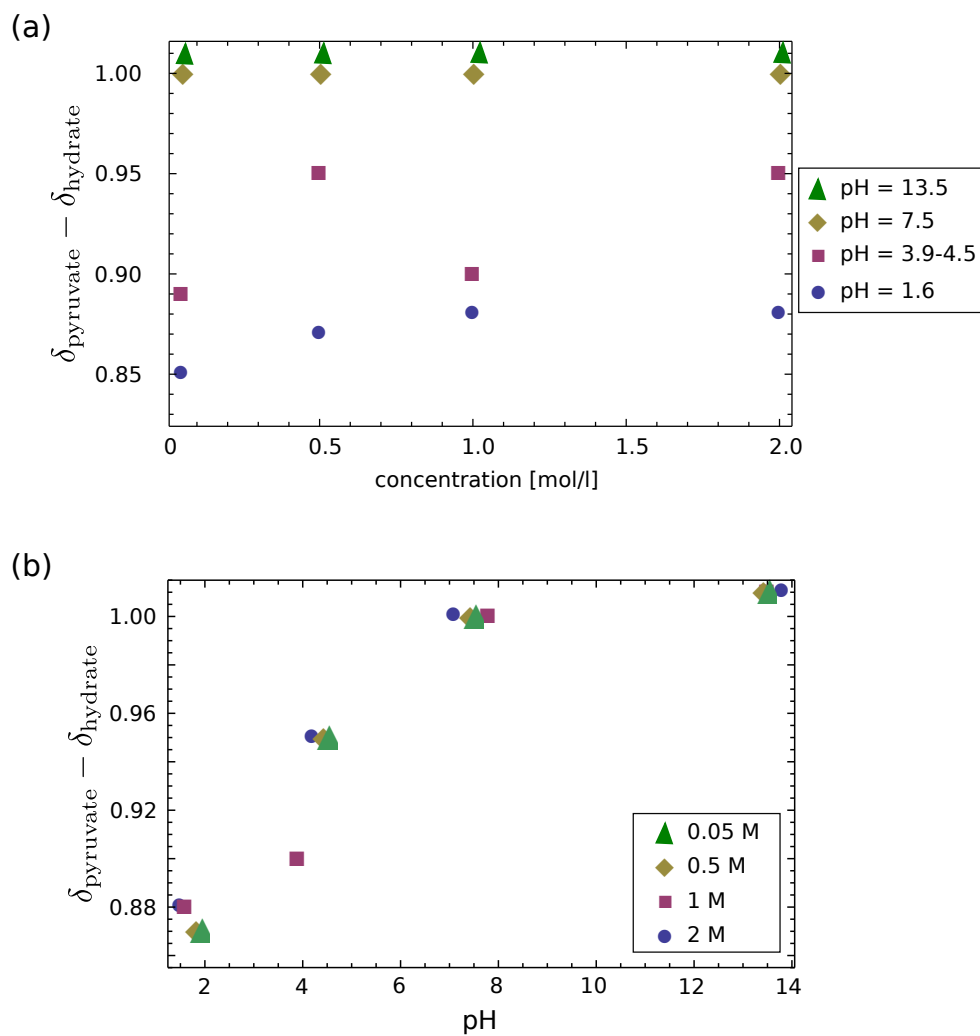 (a)
δpyruvate − δhydrate
1.00
0.95
0.90
0.85
0
0.5
1.0
1.5
2.0
concentration [mol/l]
pH = 13.5
pH = 7.5
pH = 3.9-4.5
pH = 1.6
(b)
δpyruvate − δhydrate
1.00
0.96
0.92
0.88
2
4
6
8
10
12
14
pH
0.05 M
0.5 M
1 M
2 M